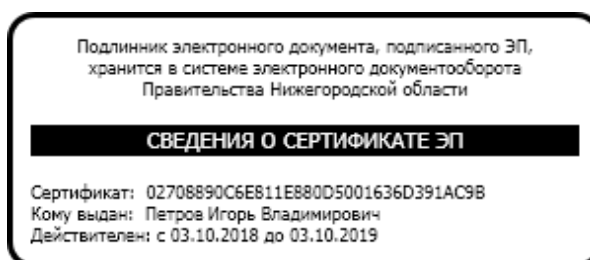 Подлинник электронного документа, подписанного ЭП,
хранится в системе электронного документооборота
Правительства Нижегородской области
СВЕДЕНИЯ О СЕРТИФИКАТЕ ЭП
Сертификат: 02708890C6E811E880D5001636D391AC9B
Кому выдан: Петров Игорь Владимирович
Действителен: с 03.10.2018 до 03.10.2019